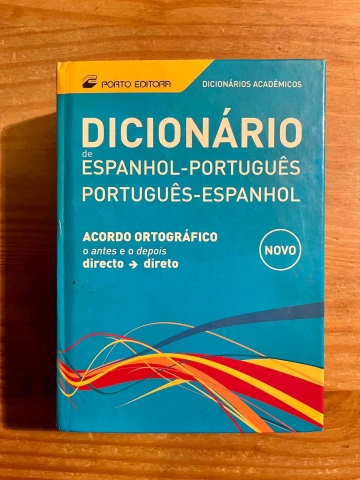 PORTO EDITORA
DICIONÁRIOS ACADÉMICOS
DICIONÁRIO
de
ESPANHOL-PORTUGUÊS
PORTUGUÊS-ESPANHOL
ACORDO ORTOGRÁFICO
o antes e o depois
directo → direto
NOVO